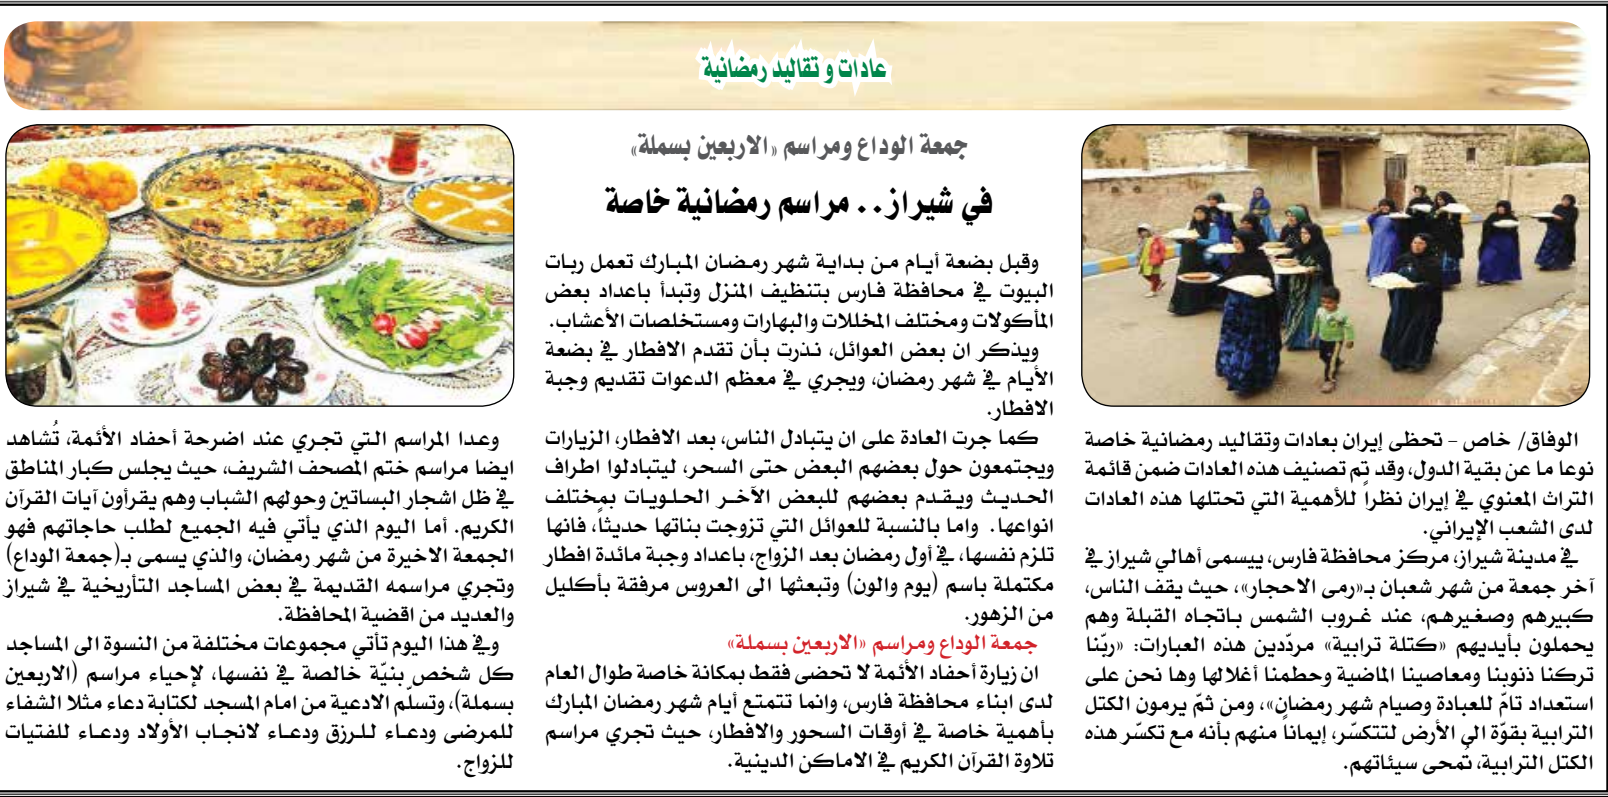 عادات و تقاليد رمضانية
جمعة الوداع ومراسم «الاربعين بسملة»
في شيراز.. مراسم رمضانية خاصة
الوفاق/ خاص - تحظى إيران بعادات وتقاليد رمضانية خاصة
نوعا ما عن بقية الدول، وقد تم تصنيف هذه العادات ضمن قائمة
التراث المعنوي في إيران نظراً للأهمية التي تحتلها هذه العادات
لدى الشعب الإيراني.
في مدينة شيراز، مركز محافظة فارس، ييسمى أهالي شيراز في
آخر جمعة من شهر شعبان بـ«رمى الاحجار»، حيث يقف الناس،
كبيرهم وصغيرهم، عند غروب الشمس باتجاه القبلة وهم
يحملون بأيديهم «كتلة ترابية» مردّدين هذه العبارات: «ربّنا
تركنا ذنوبنا ومعاصينا الماضية وحطمنا أغلالها وها نحن على
استعداد تامّ للعبادة وصيام شهر رمضان»، ومن ثمّ يرمون الكتل
الترابية بقوّة الى الأرض لتتكسّر، إيماناً منهم بأنه مع تكسّر هذه
الكتل الترابية، تُمحى سيئاتهم.
وقبل بضعة أيام من بداية شهر رمضان المبارك تعمل ربات
البيوت في محافظة فارس بتنظيف المنزل وتبدأ باعداد بعض
المأكولات ومختلف المخللات والبهارات ومستخلصات الأعشاب.
ويذكر ان بعض العوائل، نذرت بأن تقدم الافطار في بضعة
الأيام في شهر رمضان، ويجري في معظم الدعوات تقديم وجبة
الافطار.
كما جرت العادة على ان يتبادل الناس، بعد الافطار، الزيارات
ويجتمعون حول بعضهم البعض حتى السحر، ليتبادلوا اطراف
الحديث ويقدم بعضهم للبعض الآخر الحلويات بمختلف
انواعها. واما بالنسبة للعوائل التي تزوجت بناتها حديثاً، فانها
تلزم نفسها، في أول رمضان بعد الزواج، باعداد وجبة مائدة افطار
مكتملة باسم (يوم والون) وتبعثها الى العروس مرفقة بأكليل
من الزهور.
جمعة الوداع ومراسم «الاربعين بسملة»
ان زيارة أحفاد الأئمة لا تحضى فقط بمكانة خاصة طوال العام
لدى ابناء محافظة فارس، وانما تتمتع أيام شهر رمضان المبارك
بأهمية خاصة في أوقات السحور والافطار، حيث تجري مراسم
تلاوة القرآن الكريم في الاماكن الدينية.
وعدا المراسم التي تجري عند اضرحة أحفاد الأئمة، تُشاهد
ايضا مراسم ختم المصحف الشريف، حيث يجلس كبار المناطق
في ظل اشجار البساتين وحولهم الشباب وهم يقرأون آيات القرآن
الكريم. أما اليوم الذي يأتي فيه الجميع لطلب حاجاتهم فهو
الجمعة الاخيرة من شهر رمضان، والذي يسمى بـ(جمعة الوداع)
وتجري مراسمه القديمة في بعض المساجد التأريخية في شيراز
والعديد من اقضية المحافظة.
وفي هذا اليوم تأتي مجموعات مختلفة من النسوة الى المساجد
كل شخص بنيّة خالصة في نفسها، لإحياء مراسم (الاربعين
بسملة)، وتسلّم الادعية من امام المسجد لكتابة دعاء مثلا الشفاء
للمرضى ودعاء للرزق ودعاء لانجاب الأولاد ودعاء للفتيات
للزواج.